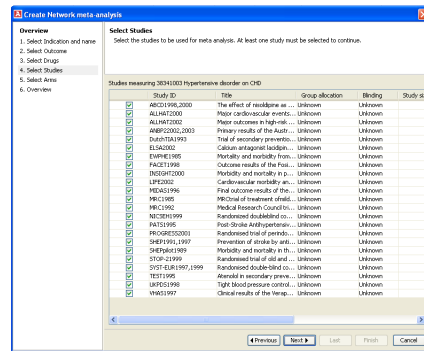 Create Network meta-analysis
Overview
1. Select Indication and name
2. Select Outcome
3. Select Drugs
4. Select Studies
5. Select Arms
6. Overview
Select Studies
Select the studies to be used for meta analysis. At least one study must be selected to continue.
Studies measuring 38341003 Hypertensive disorder on CHD
Study ID Title Group allocation Blinding Study st
ABCD1998,2000 The effect of nisoldipine as ... Unknown Unknown
ALLHAT2000 Major cardiovascular events... Unknown Unknown
ALLHAT2002 Major outcomes in high-risk ... Unknown Unknown
ANBP22002,2003 Primary results of the Austr... Unknown Unknown
DutchTIA1993 Trial of secondary preventio... Unknown Unknown
ELSA2002 Calcium antagonist lacidipin... Unknown Unknown
EWPHE1985 Mortality and morbidity from... Unknown Unknown
FACET1998 Outcome results of the Fosi... Unknown Unknown
INSIGHT2000 Morbidity and mortality in p... Unknown Unknown
LIFE2002 Cardiovascular morbidity an... Unknown Unknown
MIDAS1996 Final outcome results of the... Unknown Unknown
MRC1985 MRCtrial of treatment ofmild... Unknown Unknown
MRC1992 Medical Research Council tri... Unknown Unknown
NICSEH1999 Randomized doubleblind co... Unknown Unknown
PATS1995 Post-Stroke Antihypertensiv... Unknown Unknown
PROGRESS2001 Randomised trial of perindo... Unknown Unknown
SHEP1991,1997 Prevention of stroke by anti... Unknown Unknown
SHEPpilot1989 Morbidity and mortality in th... Unknown Unknown
STOP-21999 Randomised trial of old and ... Unknown Unknown
SYST-EUR1997,1999 Randomised double-blind co... Unknown Unknown
TEST1995 Atenolol in secondary preve... Unknown Unknown
UKPDS1998 Tight blood pressure control... Unknown Unknown
VHAS1997 Clinical results of the Verap... Unknown Unknown
Previous Next Last Finish Cancel